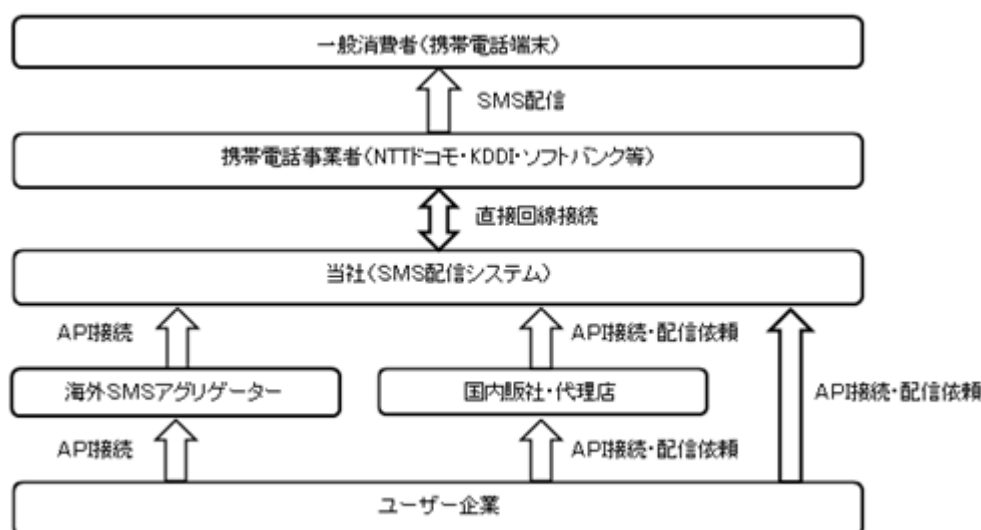 一般消費者(携帯電話端末)
SMS配信
携帯電話事業者(NTTドコモ・KDDI・ソフトバンク等)
直接回線接続
当社(SMS配信システム)
API接続
API接続・配信依頼
海外SMSアグリゲーター
国内販社・代理店
API接続・配信依頼
API接続
API接続・配信依頼
ユーザー企業